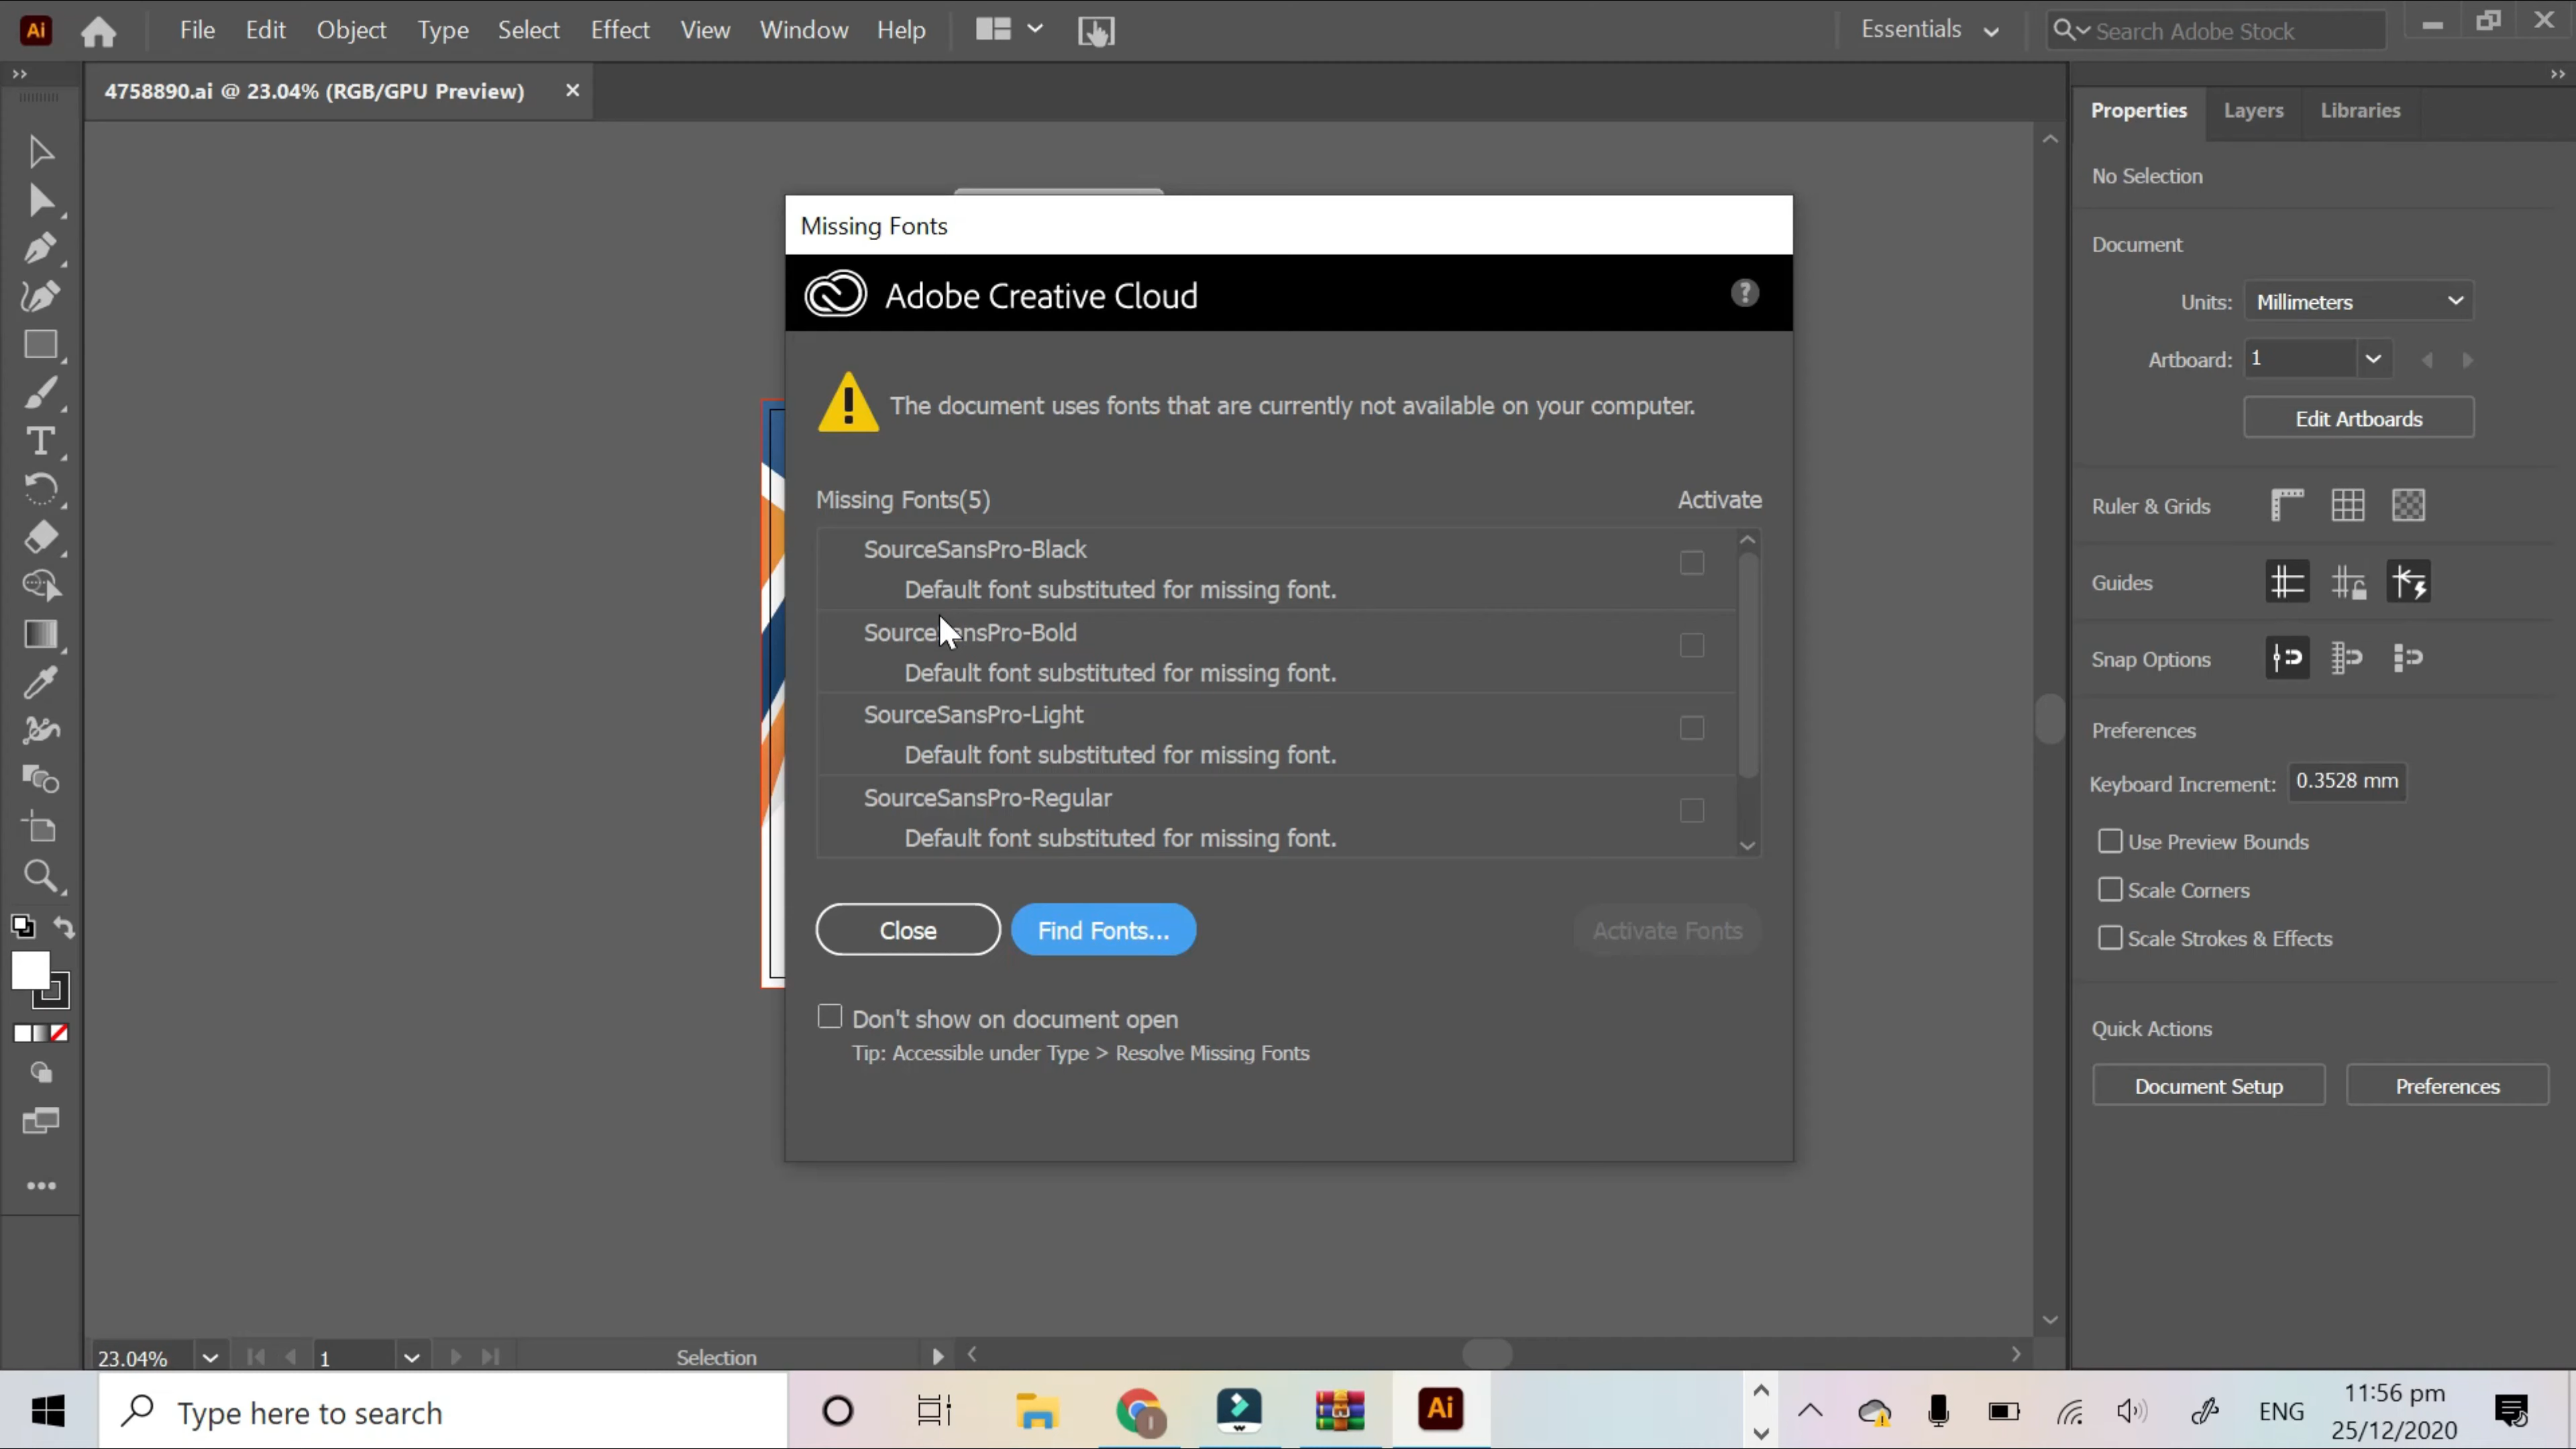 Ai File Edit Object Type Select Effect View Window Help Essentials Search Adobe Stock
4758890.ai @ 23.04% (RGB/GPU Preview)
Properties Layers Libraries
No Selection
Document
Units: Millimeters
Artboard: 1
Edit Artboards
Ruler & Grids
Guides
Snap Options
Preferences
Keyboard Increment: 0.3528 mm
Use Preview Bounds
Scale Corners
Scale Strokes & Effects
Quick Actions
Document Setup Preferences
Missing Fonts
Adobe Creative Cloud
The document uses fonts that are currently not available on your computer.
Missing Fonts(5) Activate
SourceSansPro-Black
Default font substituted for missing font.
SourceSansPro-Bold
Default font substituted for missing font.
SourceSansPro-Light
Default font substituted for missing font.
SourceSansPro-Regular
Default font substituted for missing font.
Close Find Fonts... Activate Fonts
Don't show on document open
Tip: Accessible under Type > Resolve Missing Fonts
23.04% 1 Selection
Type here to search
Ai
ENG
11:56 pm
25/12/2020